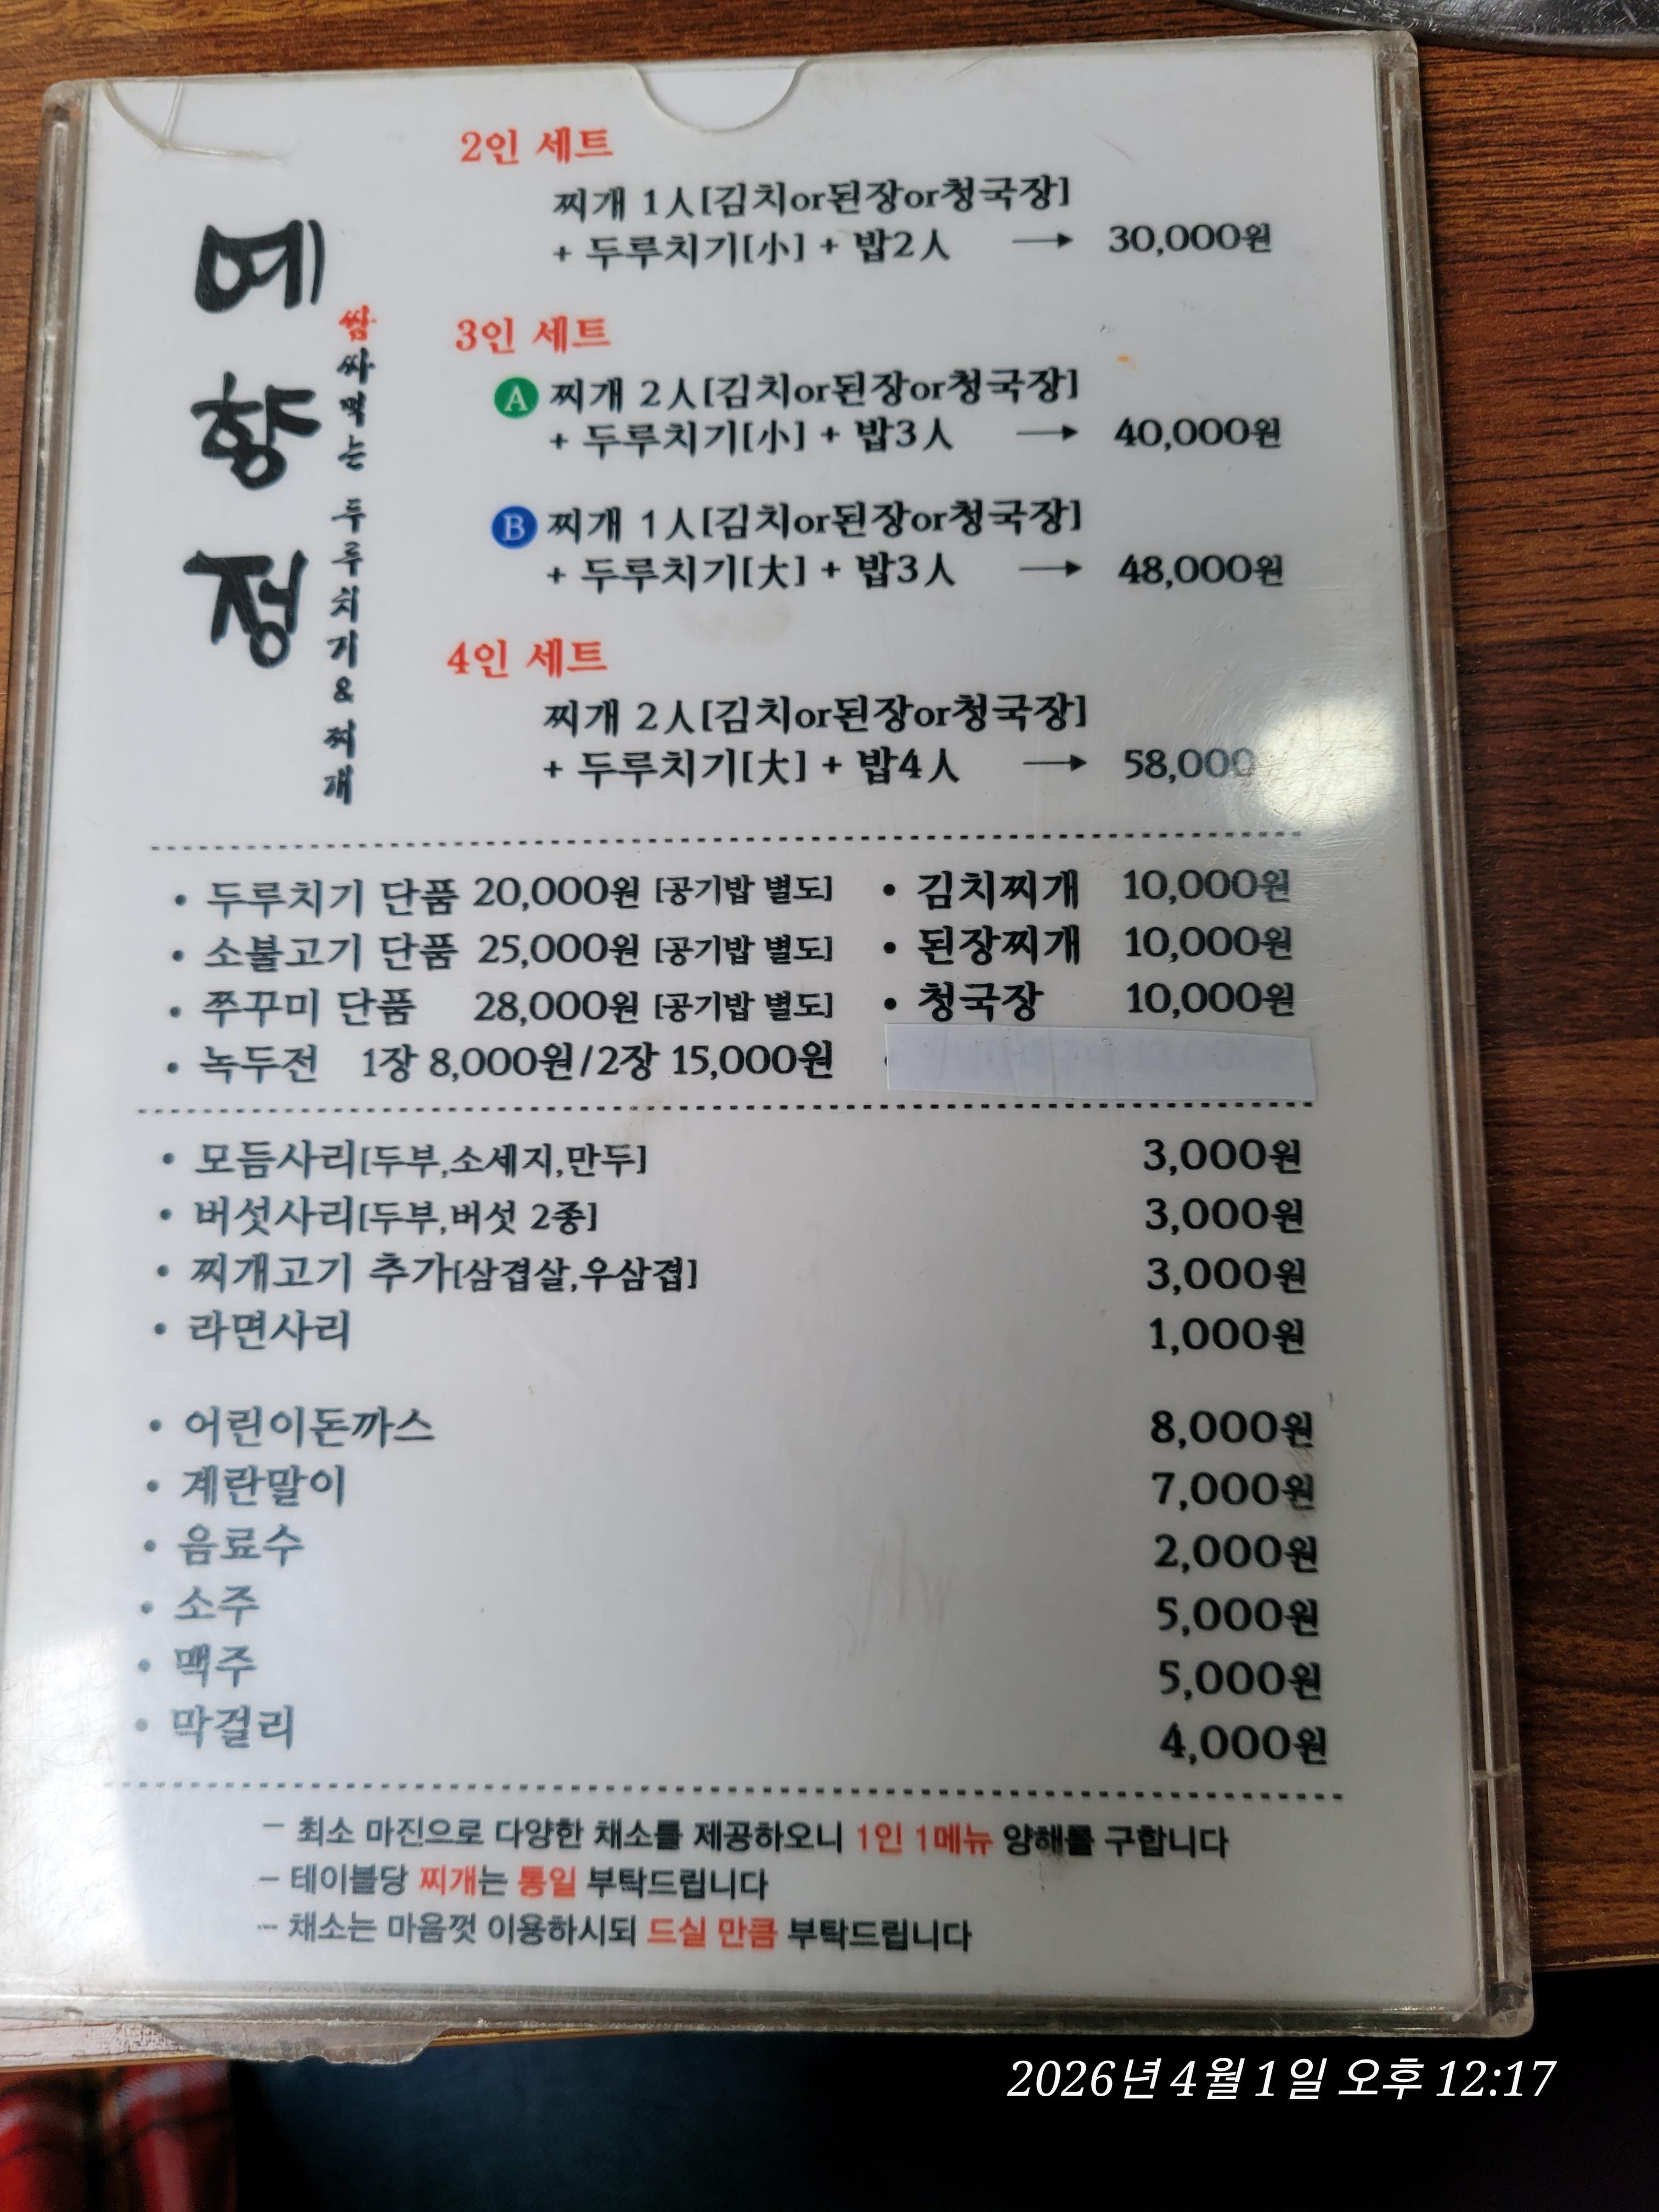 예향정
쌈싸먹는 두루치기&찌개
2인 세트
찌개 1人[김치or된장or청국장]
+ 두루치기[小] + 밥2人 → 30,000원
3인 세트
A 찌개 2人[김치or된장or청국장]
+ 두루치기[小] + 밥3人 → 40,000원
B 찌개 1人[김치or된장or청국장]
+ 두루치기[大] + 밥3人 → 48,000원
4인 세트
찌개 2人[김치or된장or청국장]
+ 두루치기[大] + 밥4人 → 58,000
• 두루치기 단품 20,000원 [공기밥 별도]
• 소불고기 단품 25,000원 [공기밥 별도]
• 쭈꾸미 단품 28,000원 [공기밥 별도]
• 녹두전 1장 8,000원/2장 15,000원
• 김치찌개 10,000원
• 된장찌개 10,000원
• 청국장 10,000원
• 모듬사리[두부,소세지,만두] 3,000원
• 버섯사리[두부,버섯 2종] 3,000원
• 찌개고기 추가[삼겹살,우삼겹] 3,000원
• 라면사리 1,000원
• 어린이돈까스 8,000원
• 계란말이 7,000원
• 음료수 2,000원
• 소주 5,000원
• 맥주 5,000원
• 막걸리 4,000원
- 최소 마진으로 다양한 채소를 제공하오니 1인 1메뉴 양해를 구합니다
- 테이블당 찌개는 통일 부탁드립니다
- 채소는 마음껏 이용하시되 드실 만큼 부탁드립니다
2026년 4월 1일 오후 12:17